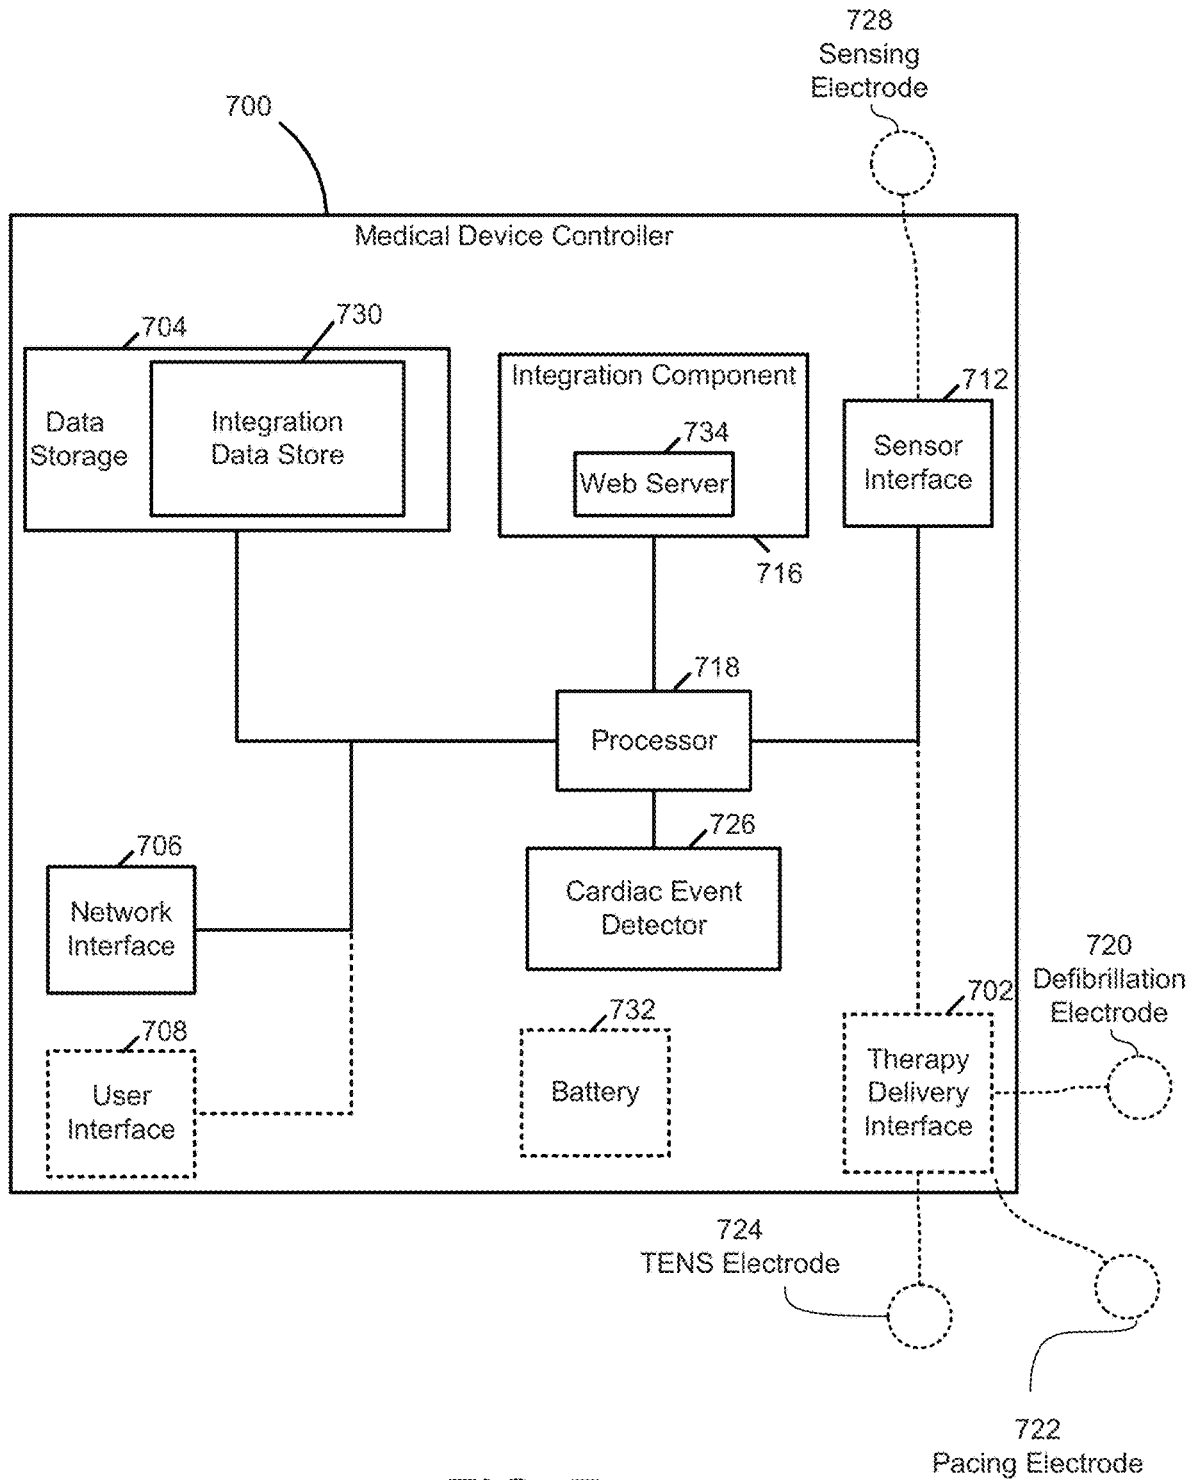 728
Sensing
Electrode
700
Medical Device Controller
730
704
Integration
Data Store
Data
Storage
Integration Component
734
Web Server
716
712
Sensor
Interface
718
Processor
726
Cardiac Event
Detector
706
Network
Interface
708
User
Interface
732
Battery
702
Therapy
Delivery
Interface
720
Defibrillation
Electrode
724
TENS Electrode
722
Pacing Electrode